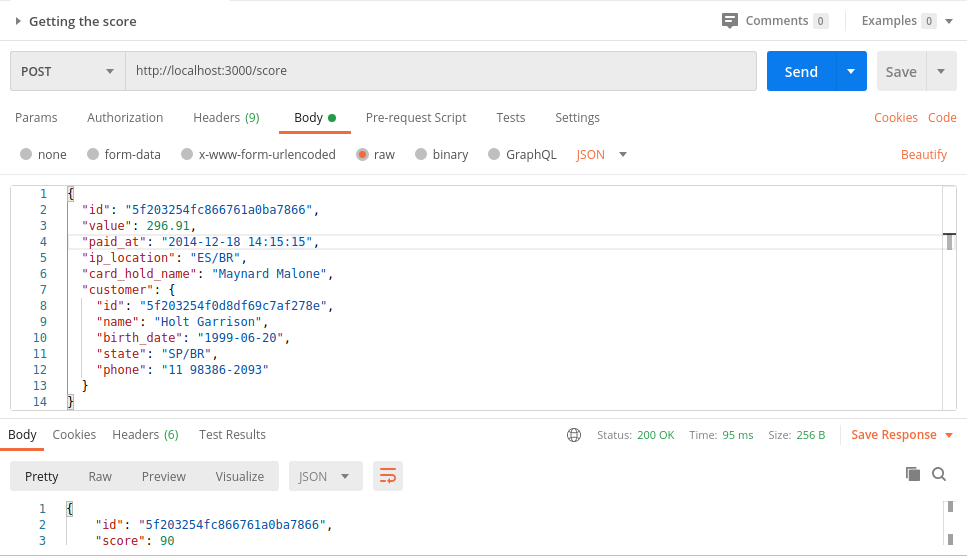 Getting the score Comments 0 Examples 0
POST http://localhost:3000/score Send Save
Params Authorization Headers (9) Body Pre-request Script Tests Settings Cookies Code
none form-data x-www-form-urlencoded raw binary GraphQL JSON Beautify
1 {
2 "id": "5f203254fc866761a0ba7866",
3 "value": 296.91,
4 "paid_at": "2014-12-18 14:15:15",
5 "ip_location": "ES/BR",
6 "card_hold_name": "Maynard Malone",
7 "customer": {
8 "id": "5f203254f0d8df69c7af278e",
9 "name": "Holt Garrison",
10 "birth_date": "1999-06-20",
11 "state": "SP/BR",
12 "phone": "11 98386-2093"
13 }
14 }
Body Cookies Headers (6) Test Results Status: 200 OK Time: 95 ms Size: 256 B Save Response
Pretty Raw Preview Visualize JSON
1 {
2 "id": "5f203254fc866761a0ba7866",
3 "score": 90